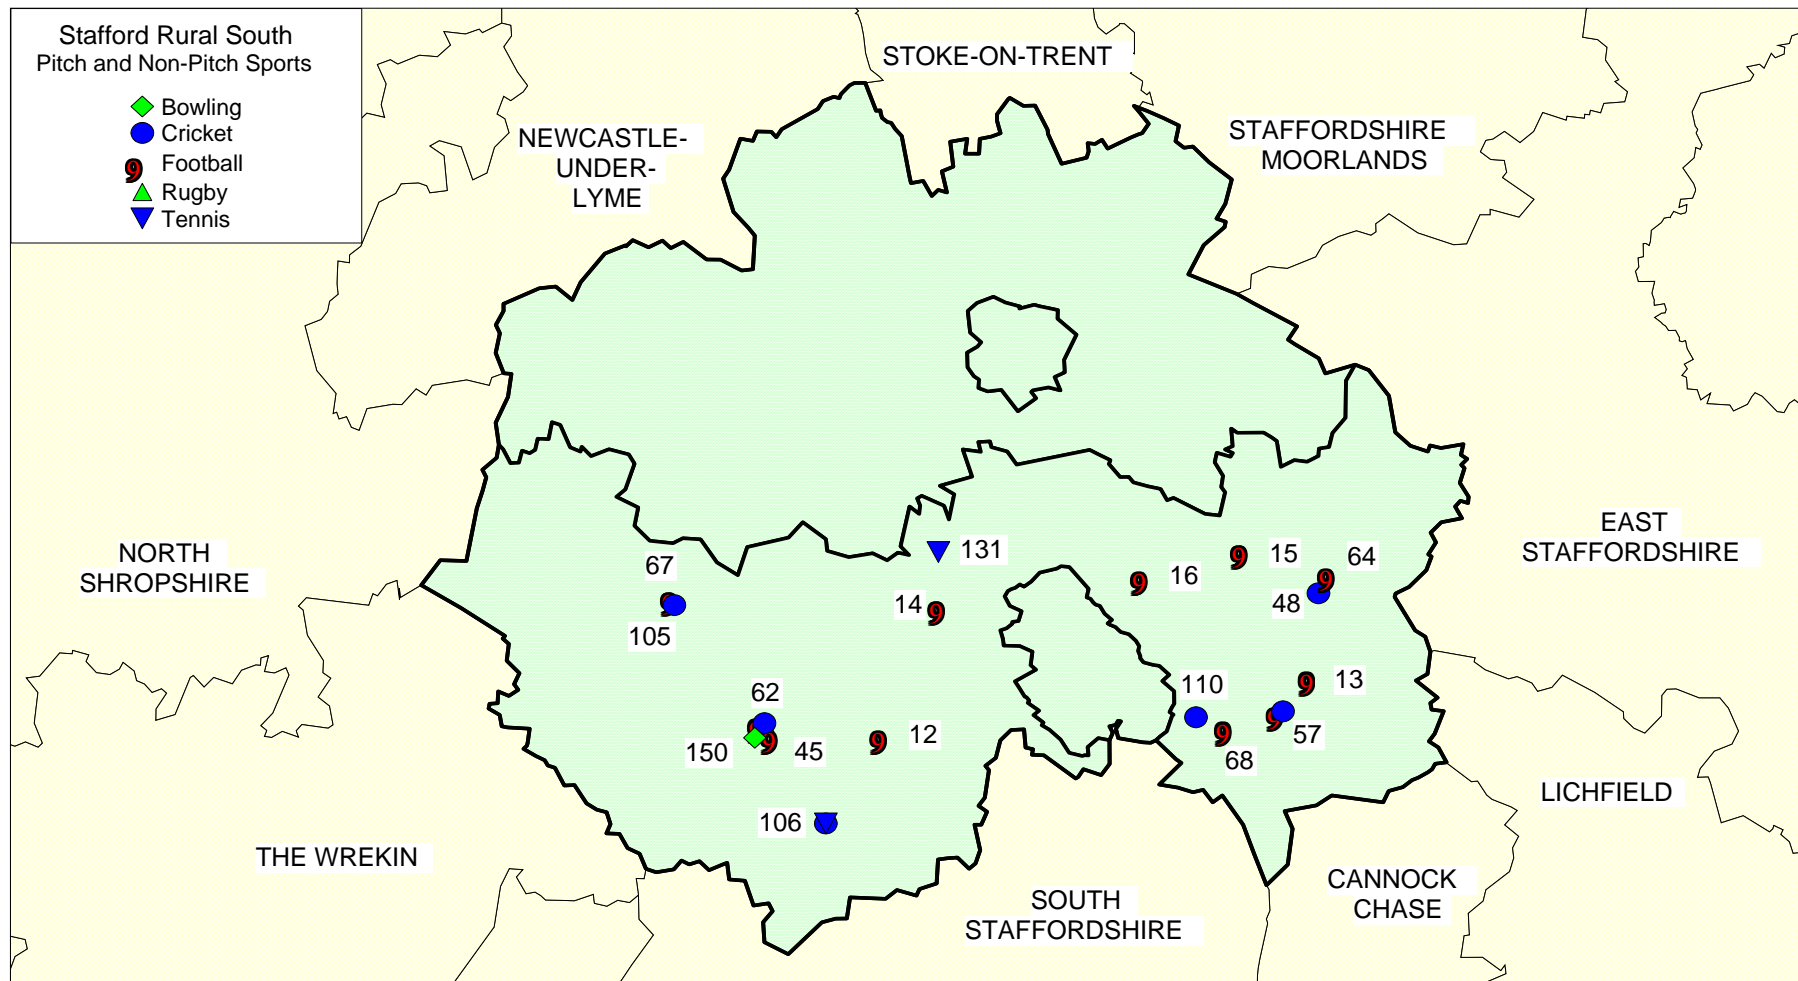 Stafford Rural South
Pitch and Non-Pitch Sports
Bowling
Cricket
Football
Rugby
Tennis
STOKE-ON-TRENT
NEWCASTLE-
UNDER-
LYME
STAFFORDSHIRE
MOORLANDS
NORTH
SHROPSHIRE
EAST
STAFFORDSHIRE
67
105
131
14
16
15
64
48
62
150
45
12
110
13
57
68
106
THE WREKIN
LICHFIELD
SOUTH
STAFFORDSHIRE
CANNOCK
CHASE